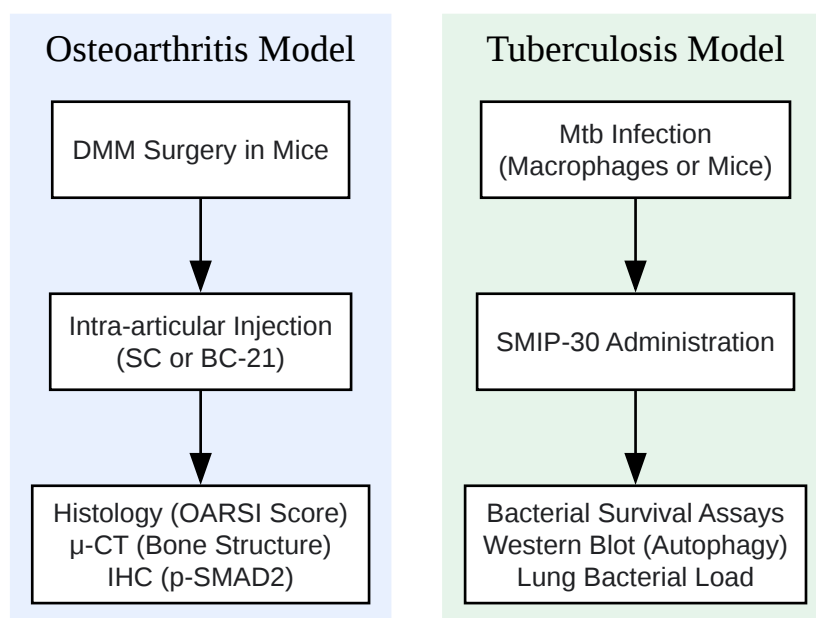 Osteoarthritis Model
DMM Surgery in Mice
Intra-articular Injection
(SC or BC-21)
Histology (OARSI Score)
μ-CT (Bone Structure)
IHC (p-SMAD2)
Tuberculosis Model
Mtb Infection
(Macrophages or Mice)
SMIP-30 Administration
Bacterial Survival Assays
Western Blot (Autophagy)
Lung Bacterial Load